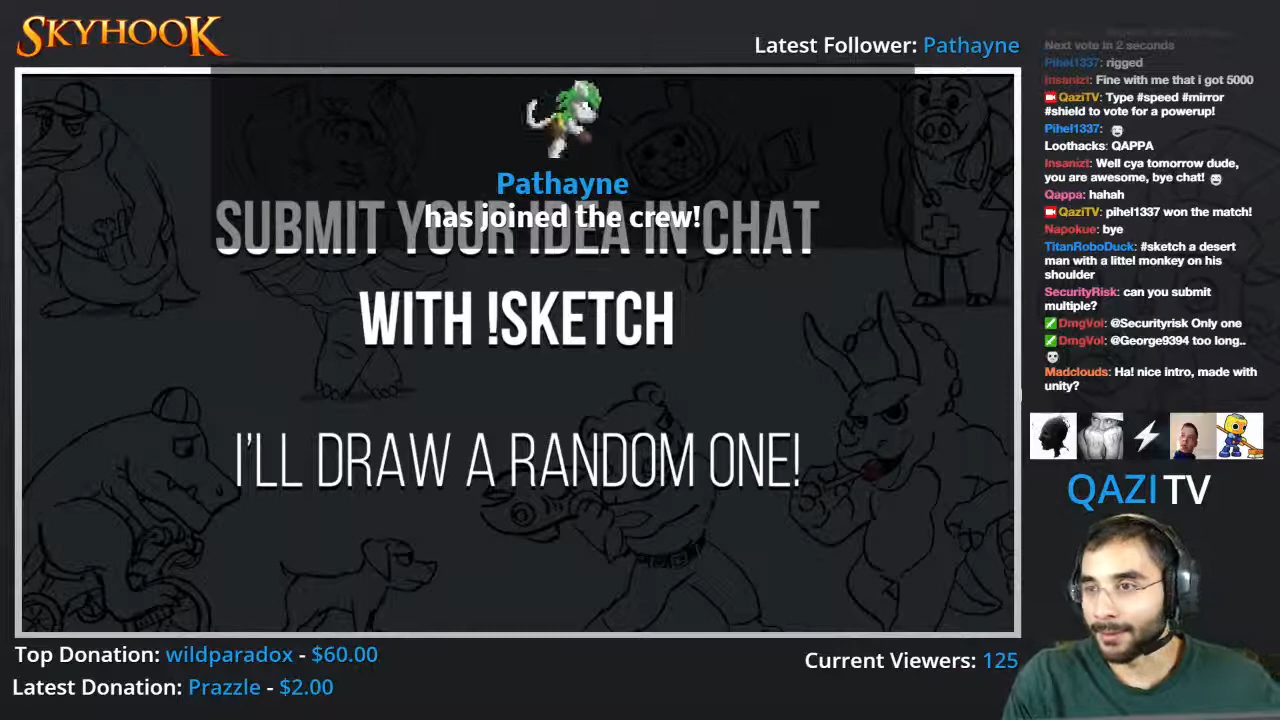 SKYHOOK
Latest Follower: Pathayne
Pathayne
has joined the crew!
SUBMIT YOUR IDEA IN CHAT
WITH !SKETCH
I'LL DRAW A RANDOM ONE!
Top Donation: wildparadox - $60.00
Latest Donation: Prazzle - $2.00
Current Viewers: 125
Next vote in 2 seconds
Pihel1337: rigged
Insanizt: Fine with me that i got 5000
QaziTV: Type #speed #mirror
#shield to vote for a powerup!
Pihel1337:
Loothacks: QAPPA
Insanizt: Well cya tomorrow dude,
you are awesome, bye chat!
Qappa: hahah
QaziTV: pihel1337 won the match!
Napokue: bye
TitanRoboDuck: #sketch a desert
man with a littel monkey on his
shoulder
SecurityRisk: can you submit
multiple?
DmgVol: @Securityrisk Only one
DmgVol: @George9394 too long..
Madclouds: Ha! nice intro, made with
unity?
QAZITV